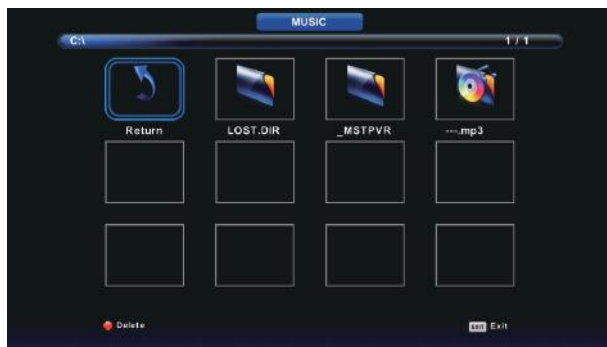 MUSIC
C:\ 1 / 1
Return LOST.DIR _MSTPVR ---.mp3
Delete EXIT Exit